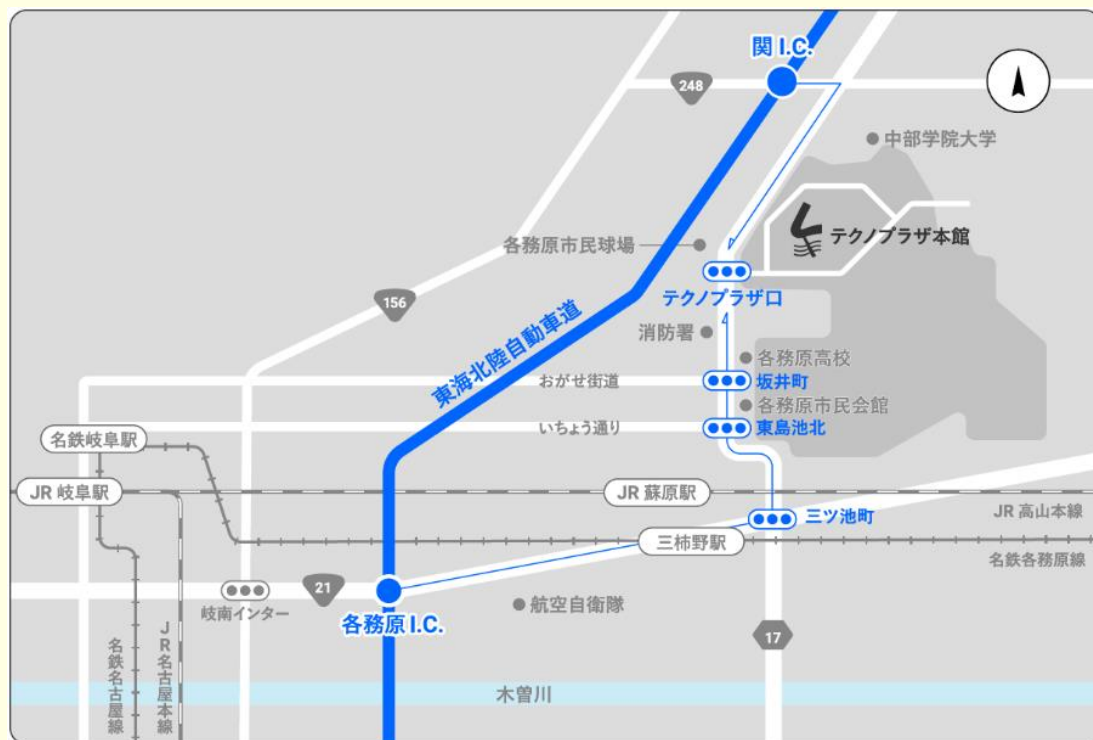 関 I.C.
248
中部学院大学
テクノプラザ本館
各務原市民球場
テクノプラザ口
156
消防署
東海北陸自動車道
各務原高校
おがせ街道
坂井町
各務原市民会館
いちょう通り
東島池北
名鉄岐阜駅
JR 岐阜駅
JR 蘇原駅
JR 高山本線
三ツ池町
三柿野駅
名鉄各務原線
21
岐南インター
航空自衛隊
各務原 I.C.
17
名鉄名古屋線
JR名古屋本線
木曽川